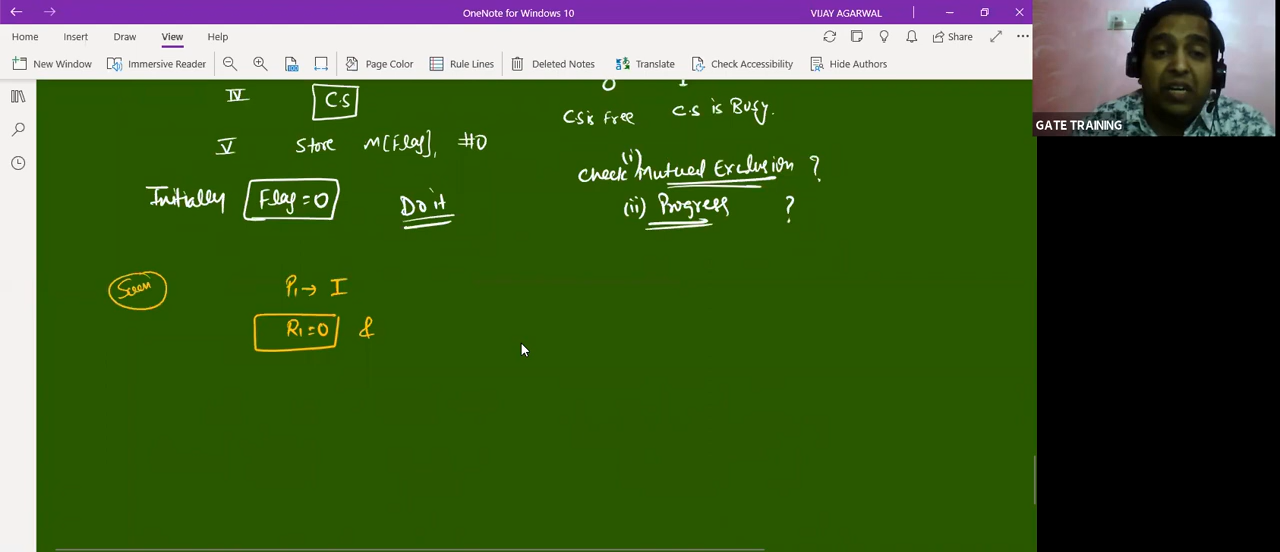 OneNote for Windows 10
VIJAY AGARWAL
Home Insert Draw View Help
Share
New Window Immersive Reader Page Color Rule Lines Deleted Notes Translate Check Accessibility Hide Authors
IV C.S
C.S is Free C.S is Busy.
V Store M[Flag], #0
Check (i) Mutual Exclusion ?
Initially Flag = 0 Do it
(ii) Progress ?
P1 → I
R1 = 0 &
GATE TRAINING